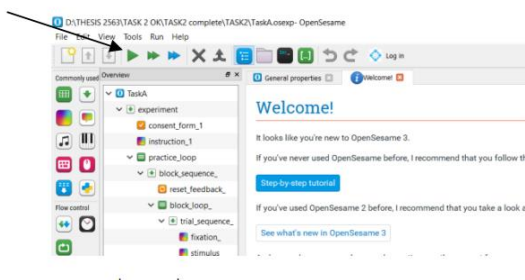 D:\THESIS 2563\TASK 2 OK\TASK2 complete\TASK2\TaskA.osexp- OpenSesame
File Edit View Tools Run Help
Log in
Commonly used
Overview
General properties
Welcome!
TaskA
experiment
consent_form_1
instruction_1
practice_loop
block_sequence_
reset_feedback_
Flow control
block_loop_
trial_sequence_
fixation_
stimulus
Welcome!
It looks like you're new to OpenSesame 3.
If you've never used OpenSesame before, I recommend that you follow th
Step-by-step tutorial
If you've used OpenSesame 2 before, I recommend that you take a look a
See what's new in OpenSesame 3